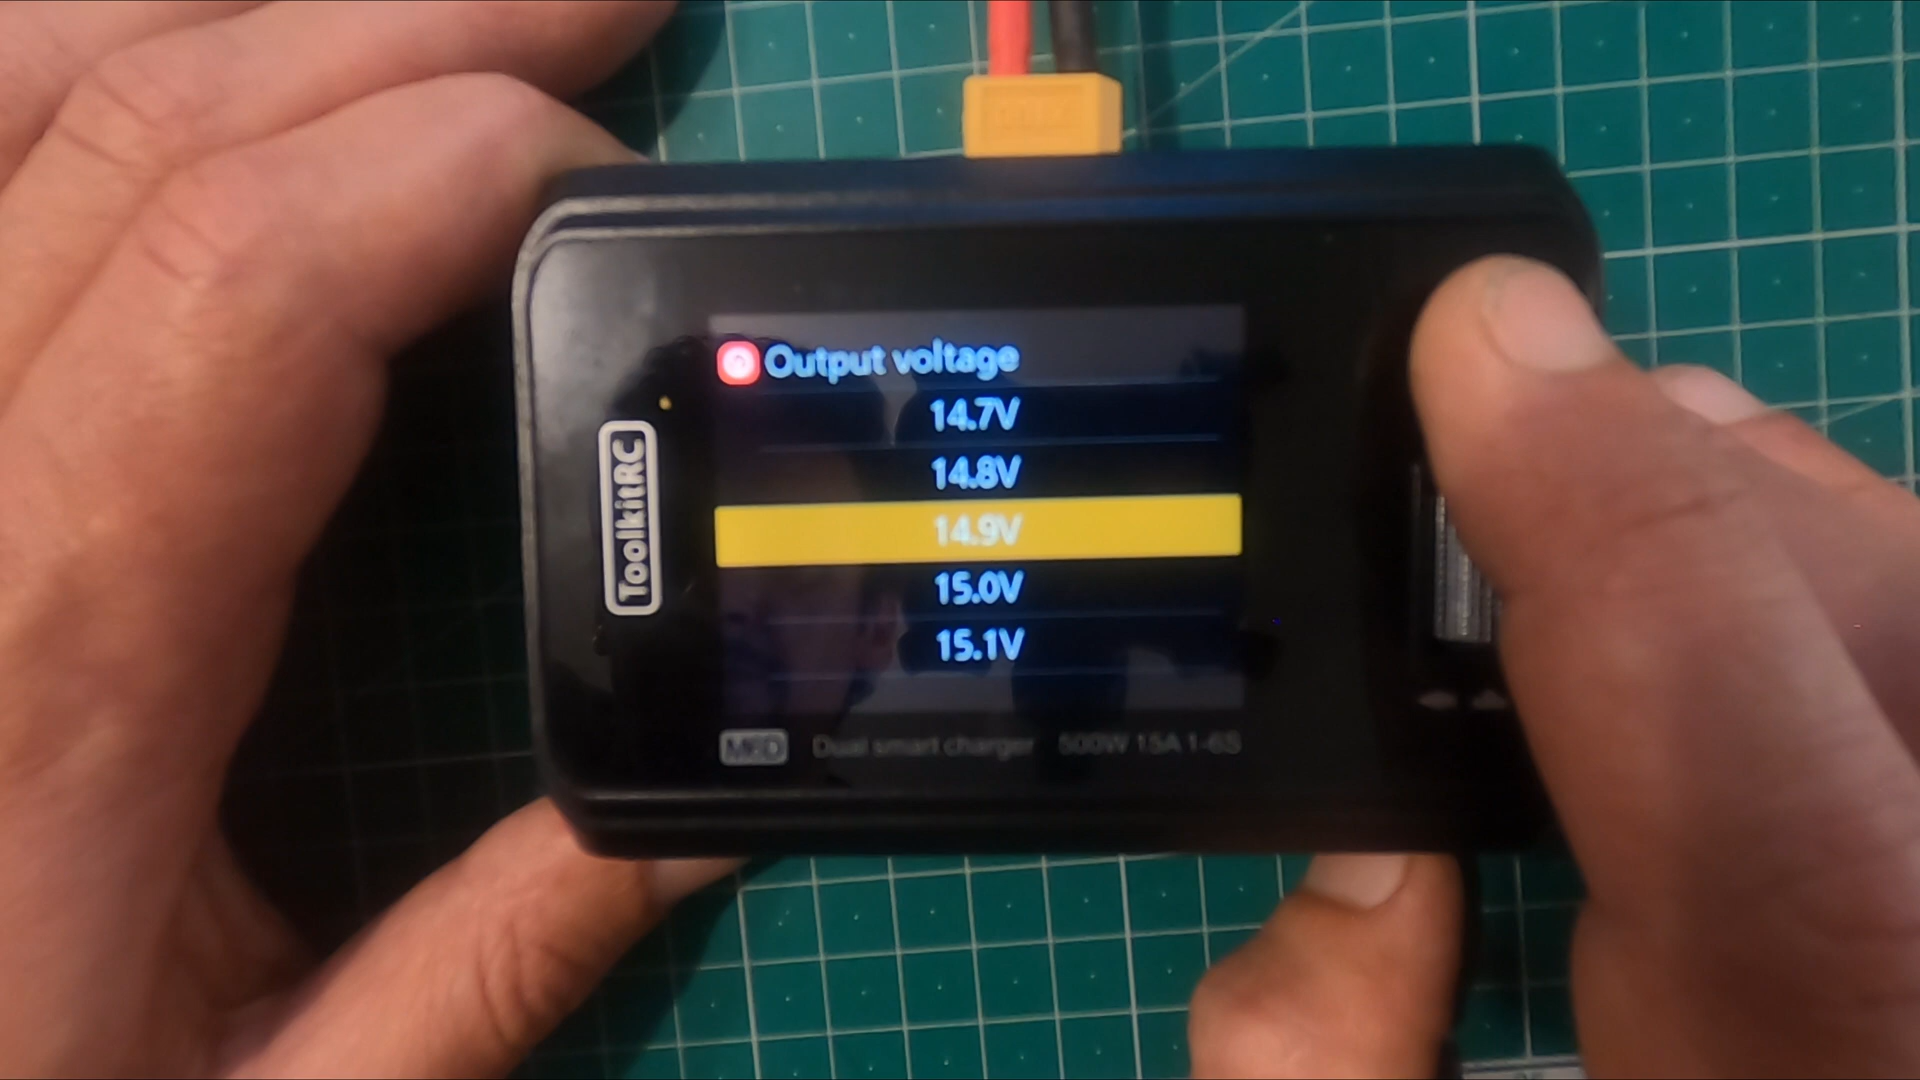 Output voltage
14.7V
14.8V
14.9V
15.0V
15.1V
ToolkitRC
Dual smart charger 500W 15A 1-6S